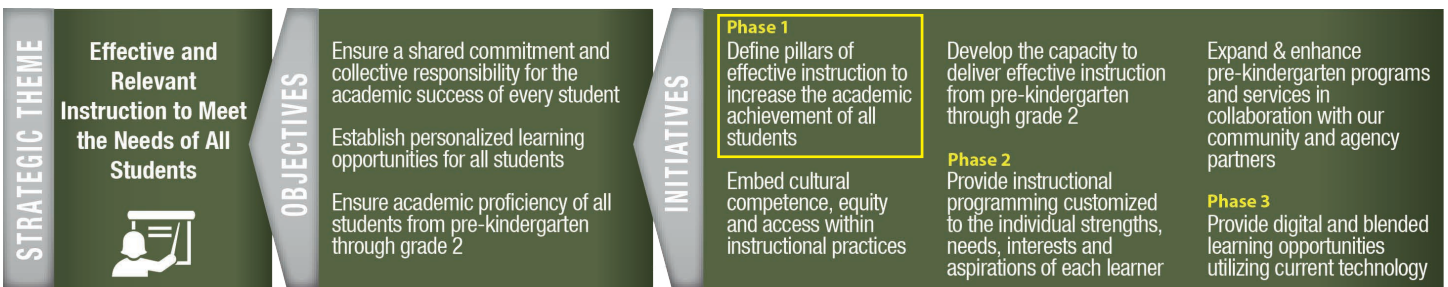 STRATEGIC THEME
Effective and
Relevant
Instruction to Meet
the Needs of All
Students
OBJECTIVES
Ensure a shared commitment and
collective responsibility for the
academic success of every student
Establish personalized learning
opportunities for all students
Ensure academic proficiency of all
students from pre-kindergarten
through grade 2
INITIATIVES
Phase 1
Define pillars of
effective instruction to
increase the academic
achievement of all
students
Embed cultural
competence, equity
and access within
instructional practices
Develop the capacity to
deliver effective instruction
from pre-kindergarten
through grade 2
Phase 2
Provide instructional
programming customized
to the individual strengths,
needs, interests and
aspirations of each learner
Expand & enhance
pre-kindergarten programs
and services in
collaboration with our
community and agency
partners
Phase 3
Provide digital and blended
learning opportunities
utilizing current technology